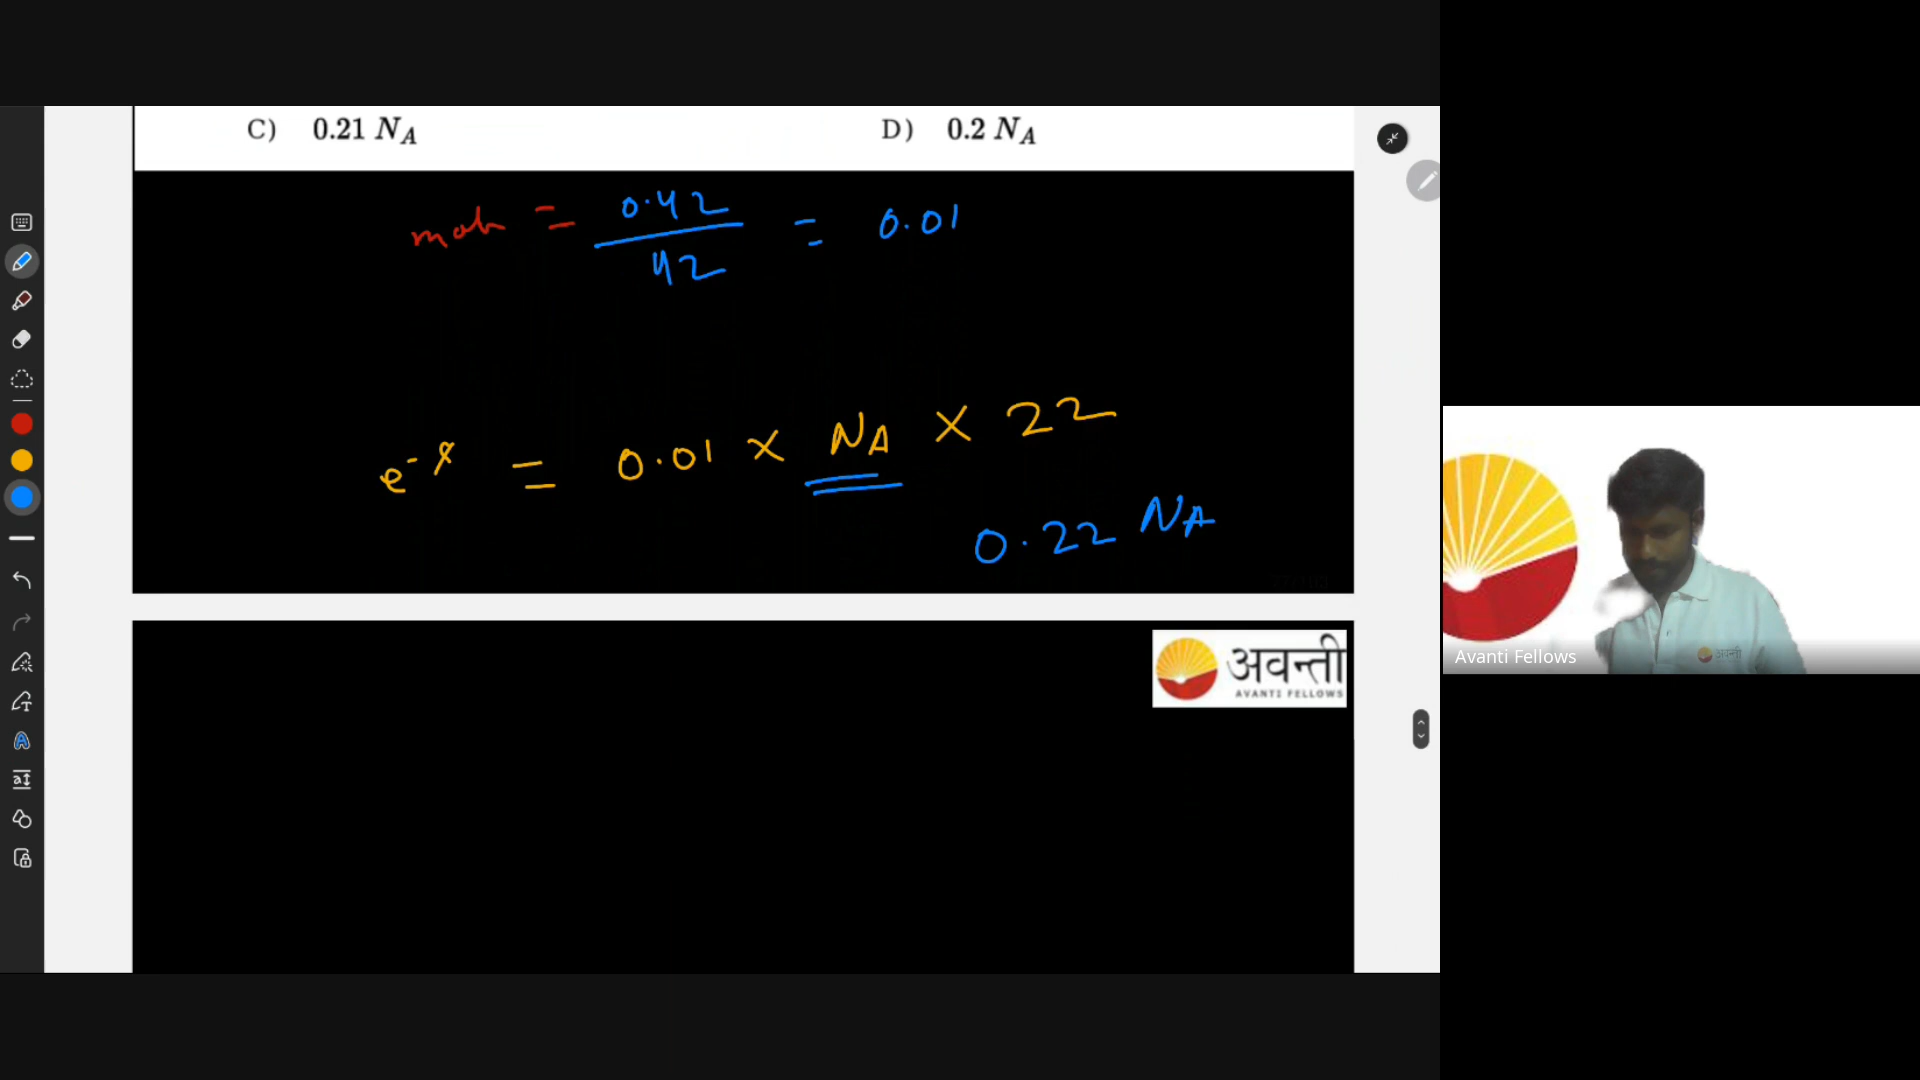 C) 0.21 N_A D) 0.2 N_A
= 0.42 / 42 = 0.01
e⁻ = 0.01 × N_A × 22
0.22 N_A
अवन्ती
AVANTI FELLOWS
Avanti Fellows